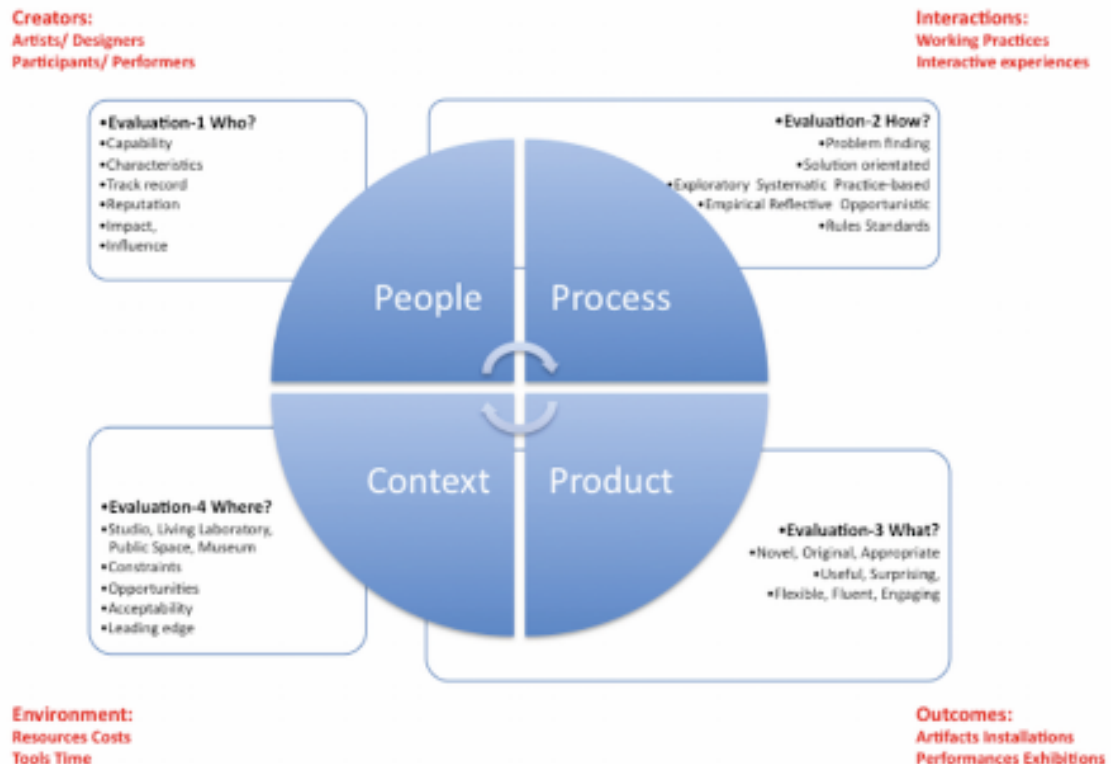 Creators:
Artists/ Designers
Participants/ Performers
Interactions:
Working Practices
Interactive experiences
•Evaluation-1 Who?
•Capability
•Characteristics
•Track record
•Reputation
•Impact,
•Influence
•Evaluation-2 How?
•Problem finding
•Solution orientated
•Exploratory Systematic Practice-based
•Empirical Reflective Opportunistic
•Rules Standards
People
Process
Context
Product
•Evaluation-4 Where?
•Studio, Living Laboratory,
Public Space, Museum
•Constraints
•Opportunities
•Acceptability
•Leading edge
•Evaluation-3 What?
•Novel, Original, Appropriate
•Useful, Surprising,
•Flexible, Fluent, Engaging
Environment:
Resources Costs
Tools Time
Outcomes:
Artifacts Installations
Performances Exhibitions